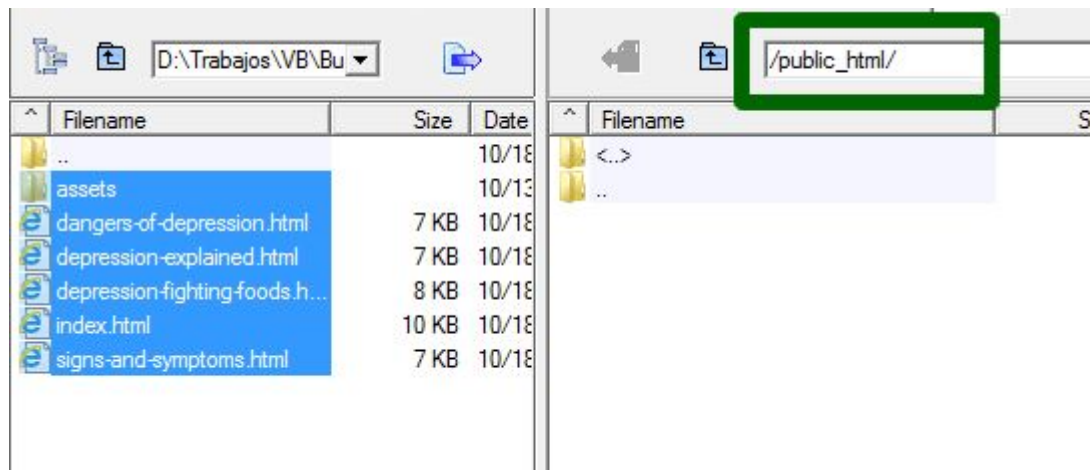 D:\Trabajos\VB\Bu
/public_html/
^ Filename Size Date
^ Filename S
.. 10/18
<..>
assets 10/13
..
dangers-of-depression.html 7 KB 10/18
depression-explained.html 7 KB 10/18
depression-fighting-foods.h... 8 KB 10/18
index.html 10 KB 10/18
signs-and-symptoms.html 7 KB 10/18